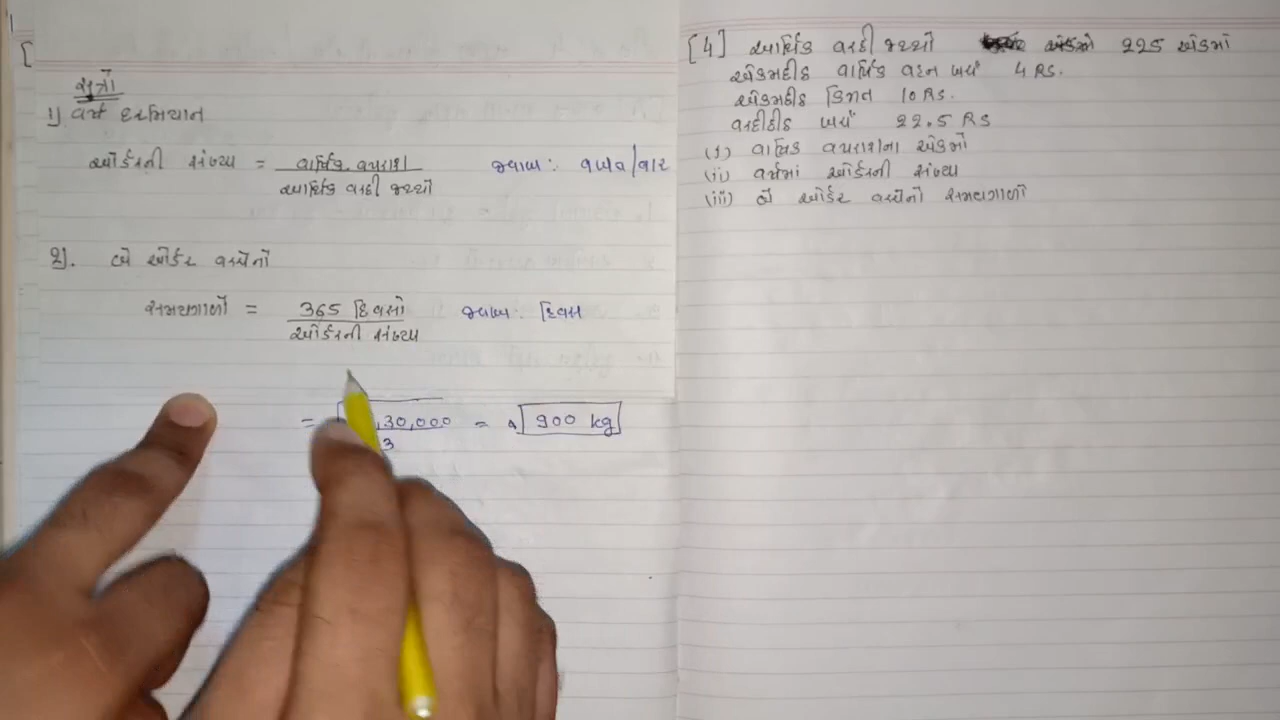 સૂત્રો
1) વર્ષ દરમિયાન
ઓર્ડરની સંખ્યા = વાર્ષિક વપરાશ જવાબ : વખત/વાર
આર્થિક વરદી જથ્થો
2). બે ઓર્ડર વચ્ચેનો
સમયગાળો = 365 દિવસો જવાબ : દિવસ
ઓર્ડરની સંખ્યા
= ,30,000 = 900 kg
3
[4] આર્થિક વરદી જથ્થો એકમો 225 એકમો
એકમદીઠ વાર્ષિક વહન ખર્ચ 4 RS.
એકમદીઠ કિંમત 10 RS.
વરદીદીઠ ખર્ચ 22.5 RS
(i) વાર્ષિક વપરાશના એકમો
(ii) વર્ષમાં ઓર્ડરની સંખ્યા
(iii) બે ઓર્ડર વચ્ચેનો સમયગાળો